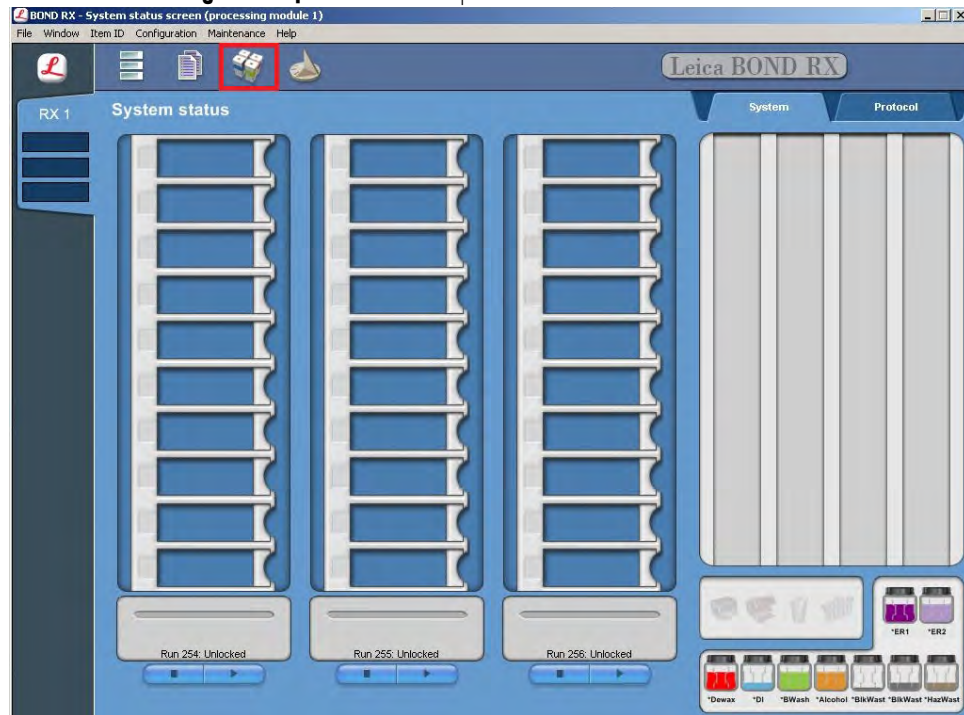 BOND RX - System status screen (processing module 1)
File Window Item ID Configuration Maintenance Help
Leica BOND RX
RX 1
System status
System
Protocol
*ER1 *ER2
Run 254: Unlocked
Run 255: Unlocked
Run 256: Unlocked
*Dewax *DI *BWash *Alcohol *BlkWast *BlkWast *HazWast